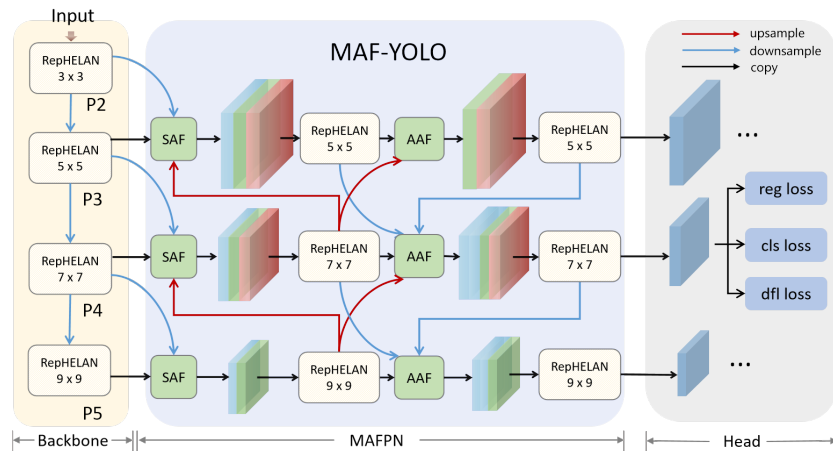 Input
MAF-YOLO
upsample
downsample
copy
RepHELAN
3 x 3
P2
RepHELAN
5 x 5
P3
RepHELAN
7 x 7
P4
RepHELAN
9 x 9
P5
SAF
RepHELAN
5 x 5
AAF
RepHELAN
5 x 5
...
SAF
RepHELAN
7 x 7
AAF
RepHELAN
7 x 7
reg loss
cls loss
dfl loss
SAF
RepHELAN
9 x 9
AAF
RepHELAN
9 x 9
...
Backbone
MAFPN
Head